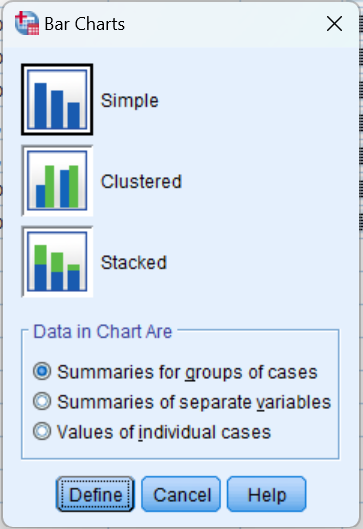 Bar Charts
Simple
Clustered
Stacked
Data in Chart Are
Summaries for groups of cases
Summaries of separate variables
Values of individual cases
Define Cancel Help